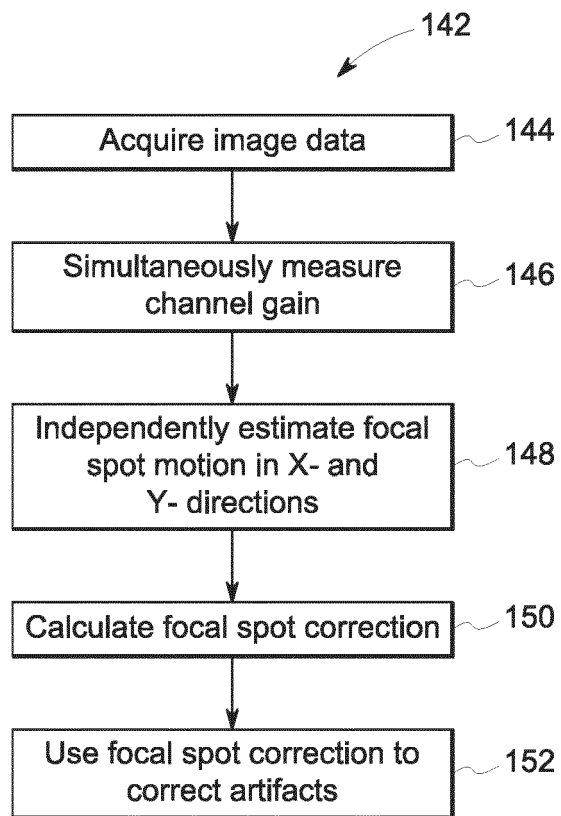 142
Acquire image data
144
Simultaneously measure
channel gain
146
Independently estimate focal
spot motion in X- and
Y- directions
148
Calculate focal spot correction
150
Use focal spot correction to
correct artifacts
152